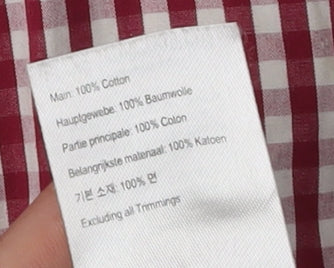 Main: 100% Cotton
Hauptgewebe: 100% Baumwolle
Partie principale: 100% Coton
Belangrijkste materiaal: 100% Katoen
기본 소재: 100% 면
Excluding all Trimmings